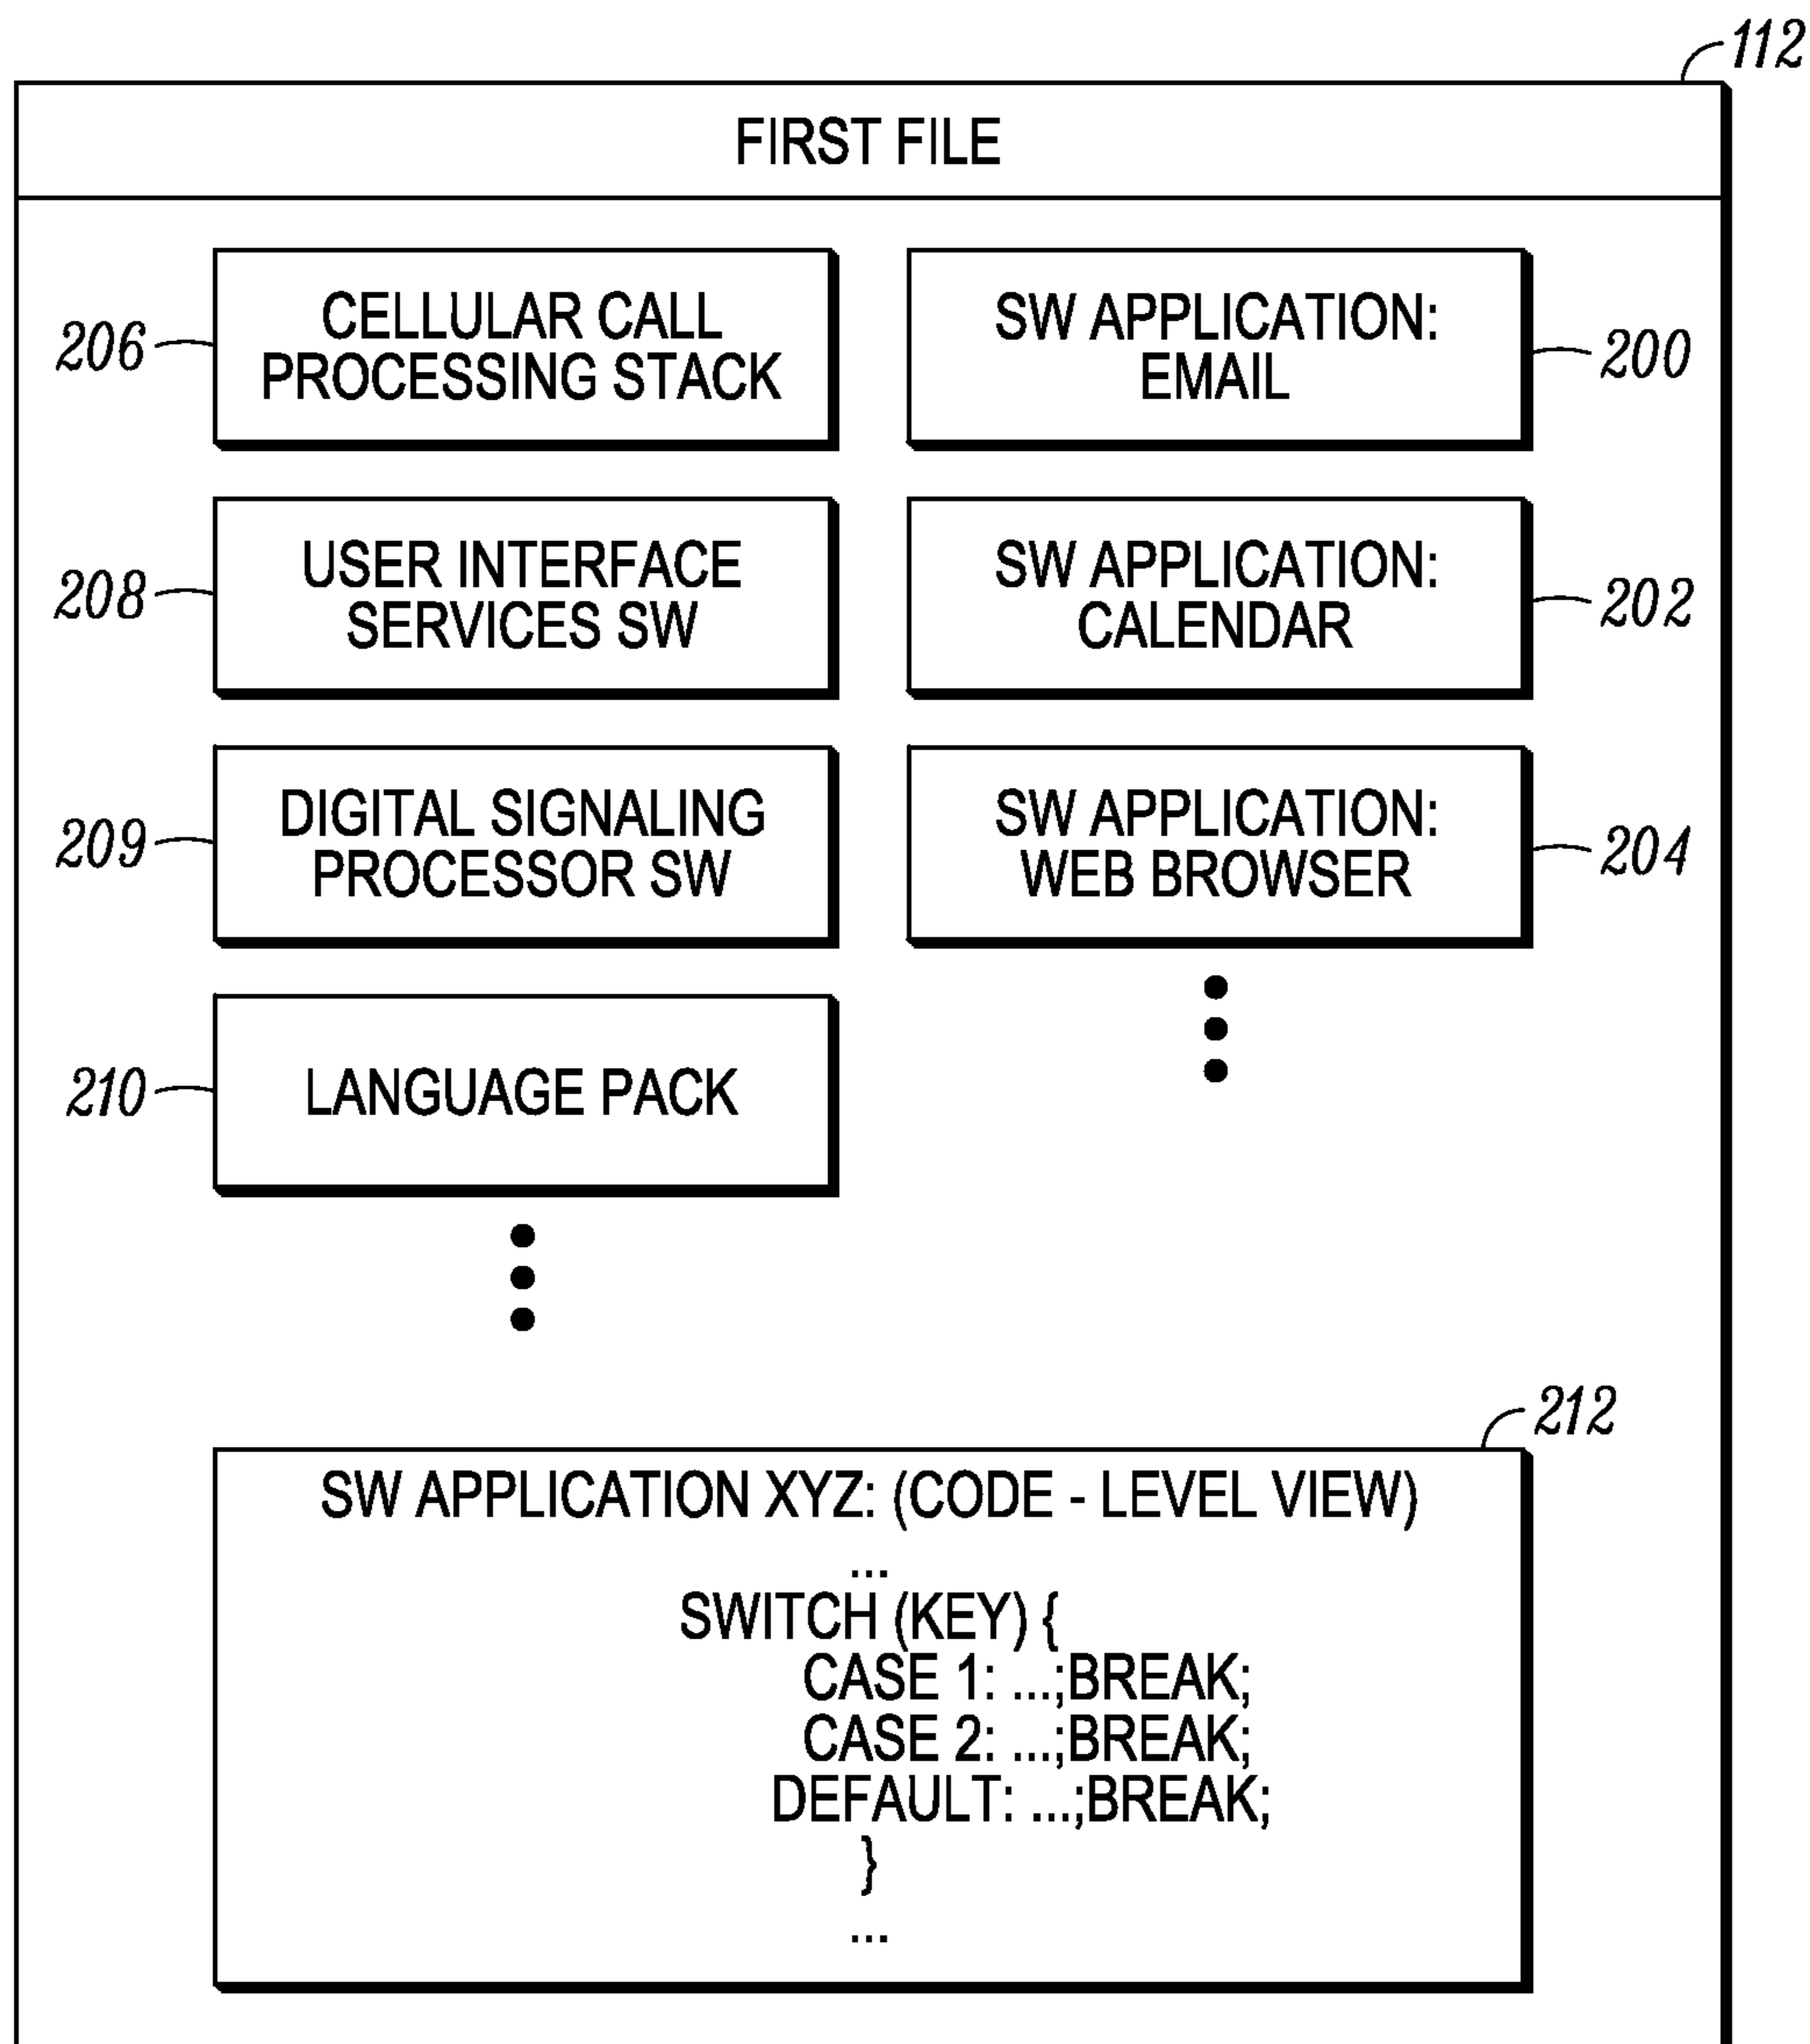 112
FIRST FILE
206
CELLULAR CALL
PROCESSING STACK
SW APPLICATION:
EMAIL
200
208
USER INTERFACE
SERVICES SW
SW APPLICATION:
CALENDAR
202
209
DIGITAL SIGNALING
PROCESSOR SW
SW APPLICATION:
WEB BROWSER
204
210
LANGUAGE PACK
212
SW APPLICATION XYZ: (CODE - LEVEL VIEW)
...
SWITCH (KEY) {
CASE 1: ...;BREAK;
CASE 2: ...;BREAK;
DEFAULT: ...;BREAK;
}
...